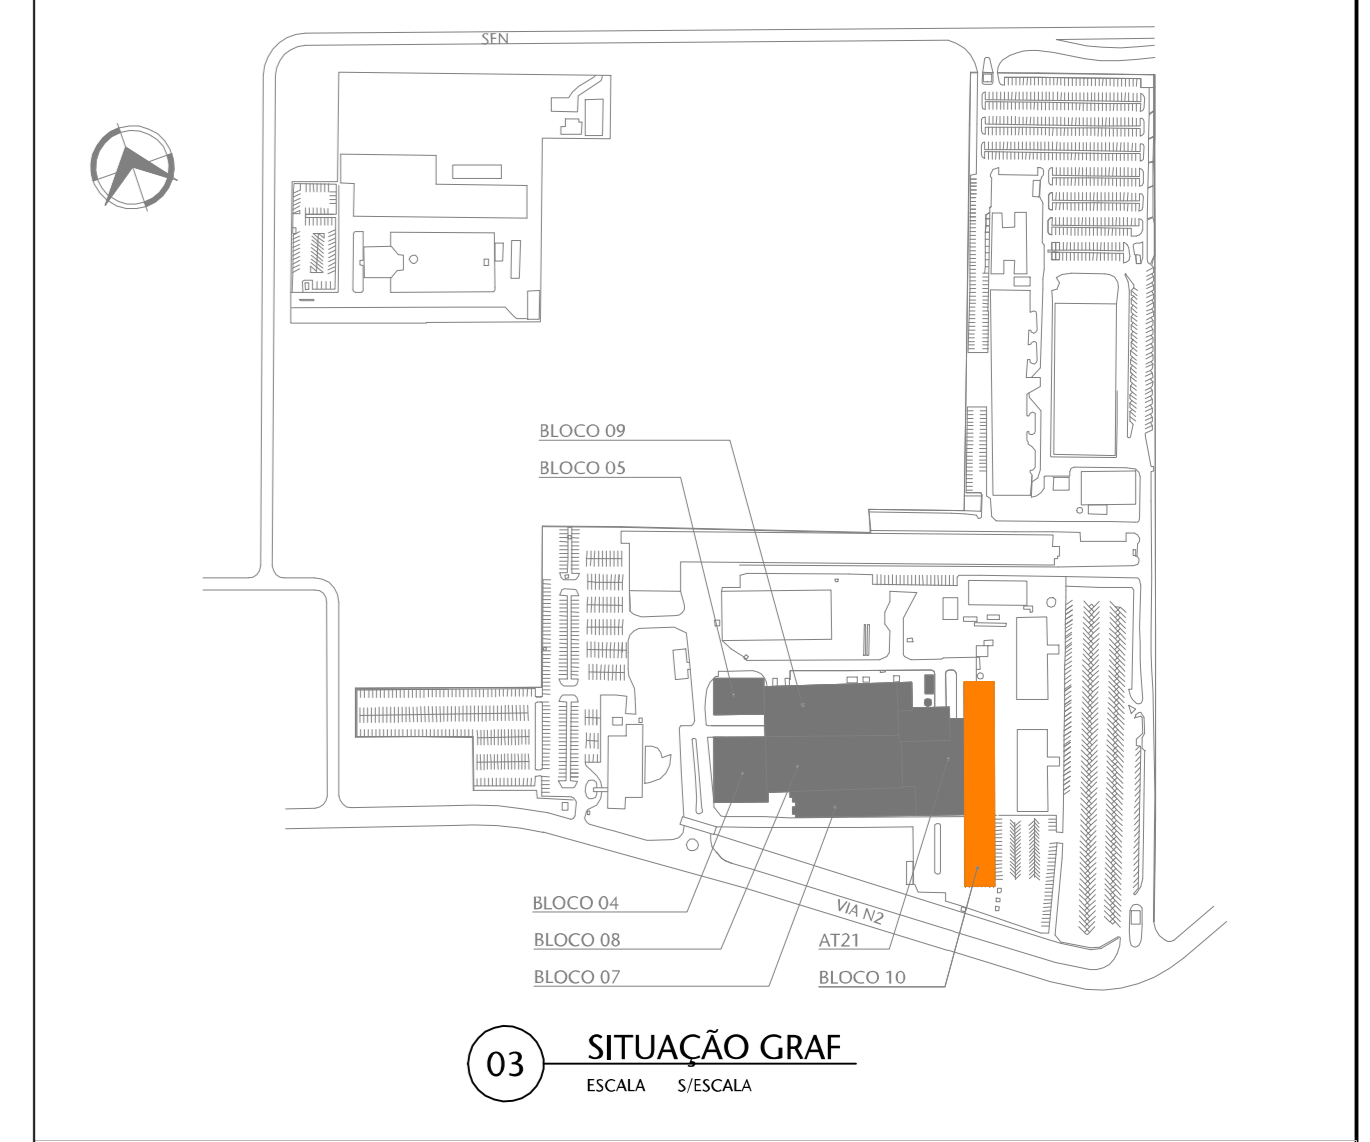 SEN
BLOCO 09
BLOCO 05
BLOCO 04
BLOCO 08
BLOCO 07
VIA N2
AT21
BLOCO 10
03
SITUAÇÃO GRAF
ESCALA S/ESCALA